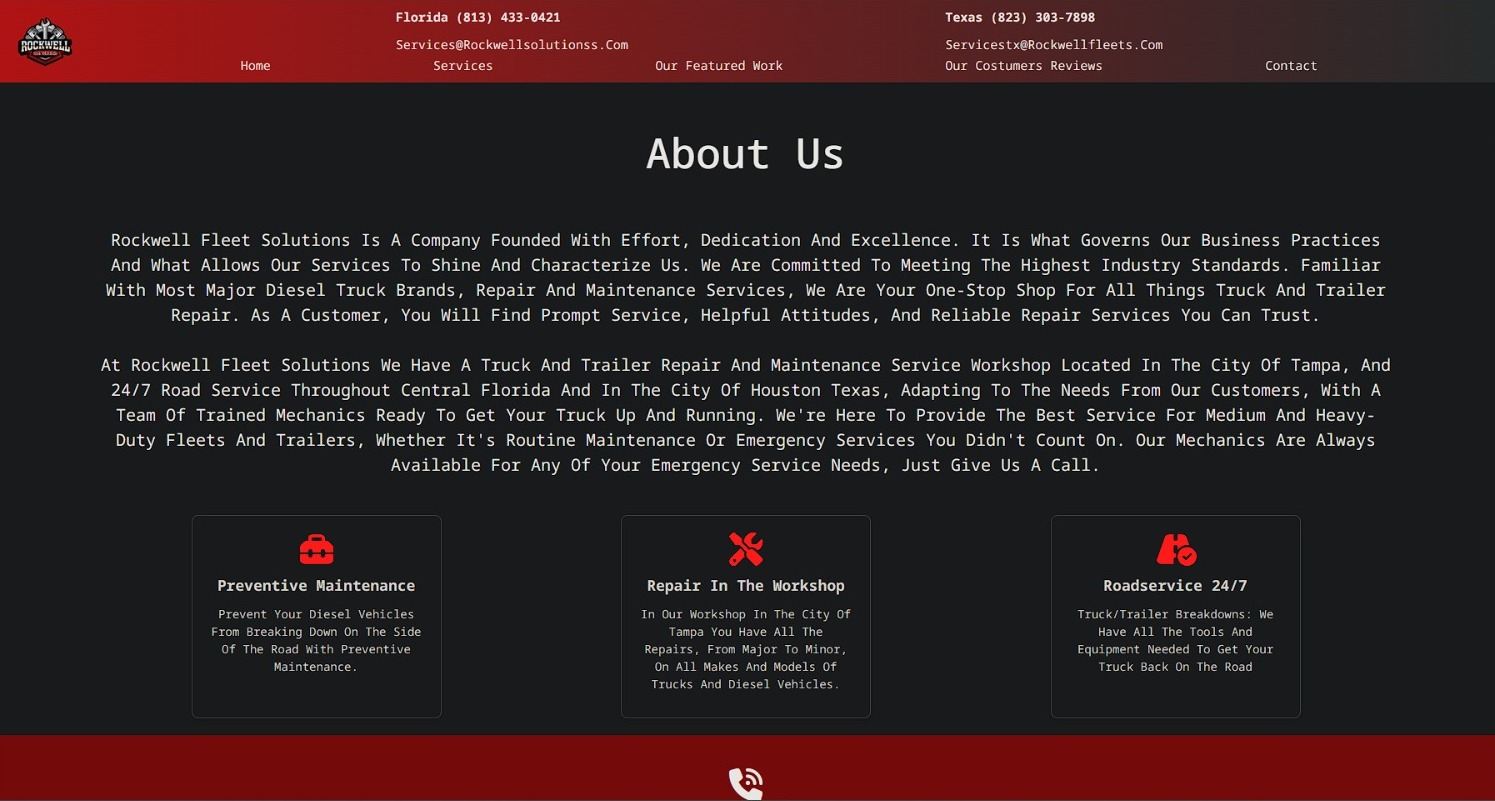 ROCKWELL
Florida (813) 433-0421
Texas (823) 303-7898
Services@Rockwellsolutionss.Com
Servicestx@Rockwellfleets.Com
Home
Services
Our Featured Work
Our Costumers Reviews
Contact
About Us
Rockwell Fleet Solutions Is A Company Founded With Effort, Dedication And Excellence. It Is What Governs Our Business Practices
And What Allows Our Services To Shine And Characterize Us. We Are Committed To Meeting The Highest Industry Standards. Familiar
With Most Major Diesel Truck Brands, Repair And Maintenance Services, We Are Your One-Stop Shop For All Things Truck And Trailer
Repair. As A Customer, You Will Find Prompt Service, Helpful Attitudes, And Reliable Repair Services You Can Trust.
At Rockwell Fleet Solutions We Have A Truck And Trailer Repair And Maintenance Service Workshop Located In The City Of Tampa, And
24/7 Road Service Throughout Central Florida And In The City Of Houston Texas, Adapting To The Needs From Our Customers, With A
Team Of Trained Mechanics Ready To Get Your Truck Up And Running. We're Here To Provide The Best Service For Medium And Heavy-
Duty Fleets And Trailers, Whether It's Routine Maintenance Or Emergency Services You Didn't Count On. Our Mechanics Are Always
Available For Any Of Your Emergency Service Needs, Just Give Us A Call.
Preventive Maintenance
Prevent Your Diesel Vehicles
From Breaking Down On The Side
Of The Road With Preventive
Maintenance.
Repair In The Workshop
In Our Workshop In The City Of
Tampa You Have All The
Repairs, From Major To Minor,
On All Makes And Models Of
Trucks And Diesel Vehicles.
Roadservice 24/7
Truck/Trailer Breakdowns: We
Have All The Tools And
Equipment Needed To Get Your
Truck Back On The Road